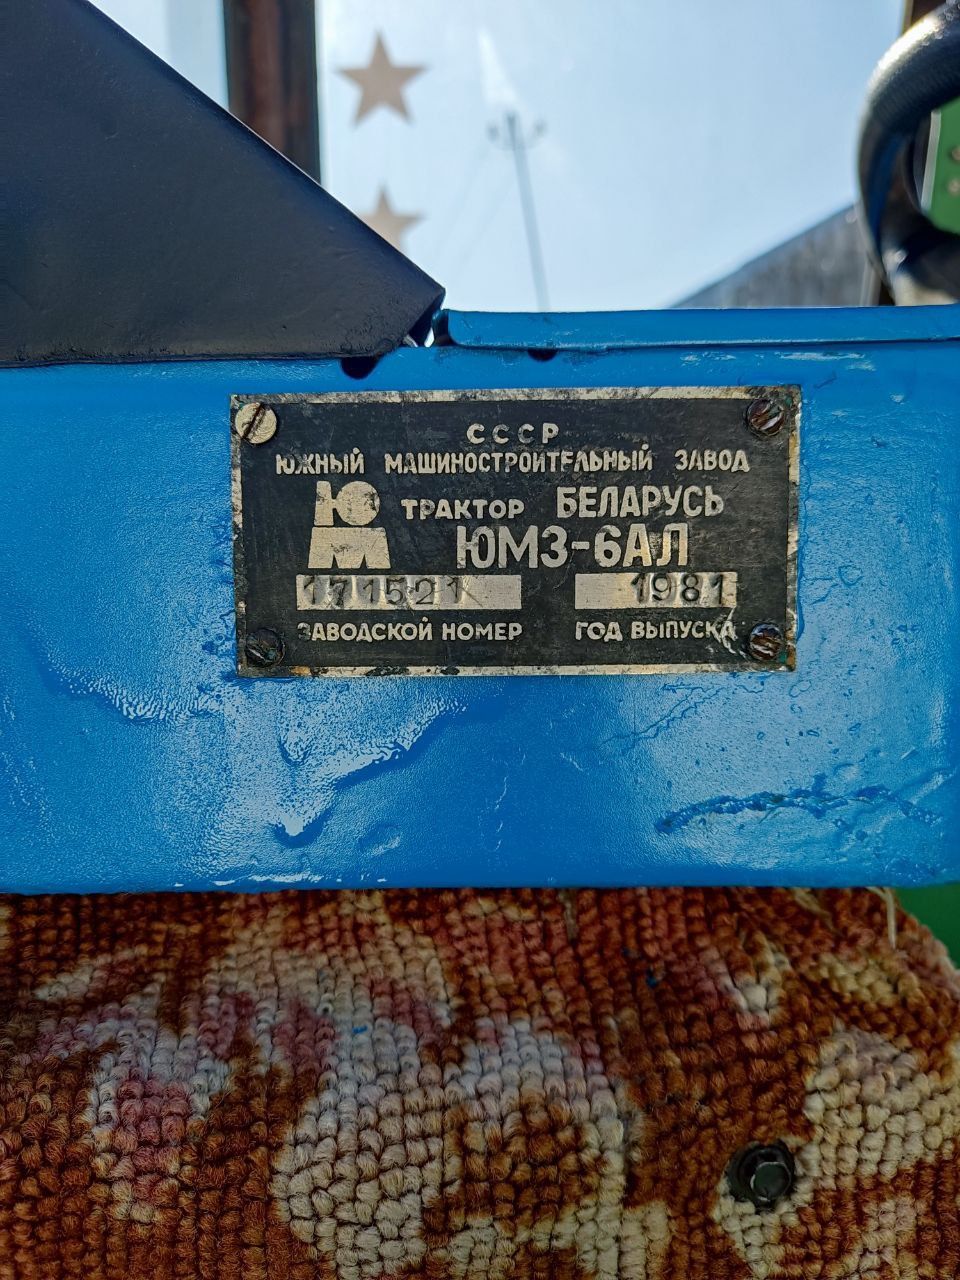 СССР
ЮЖНЫЙ МАШИНОСТРОИТЕЛЬНЫЙ ЗАВОД
ЮМ ТРАКТОР БЕЛАРУСЬ
ЮМЗ-6АЛ
171521 1981
ЗАВОДСКОЙ НОМЕР ГОД ВЫПУСКА